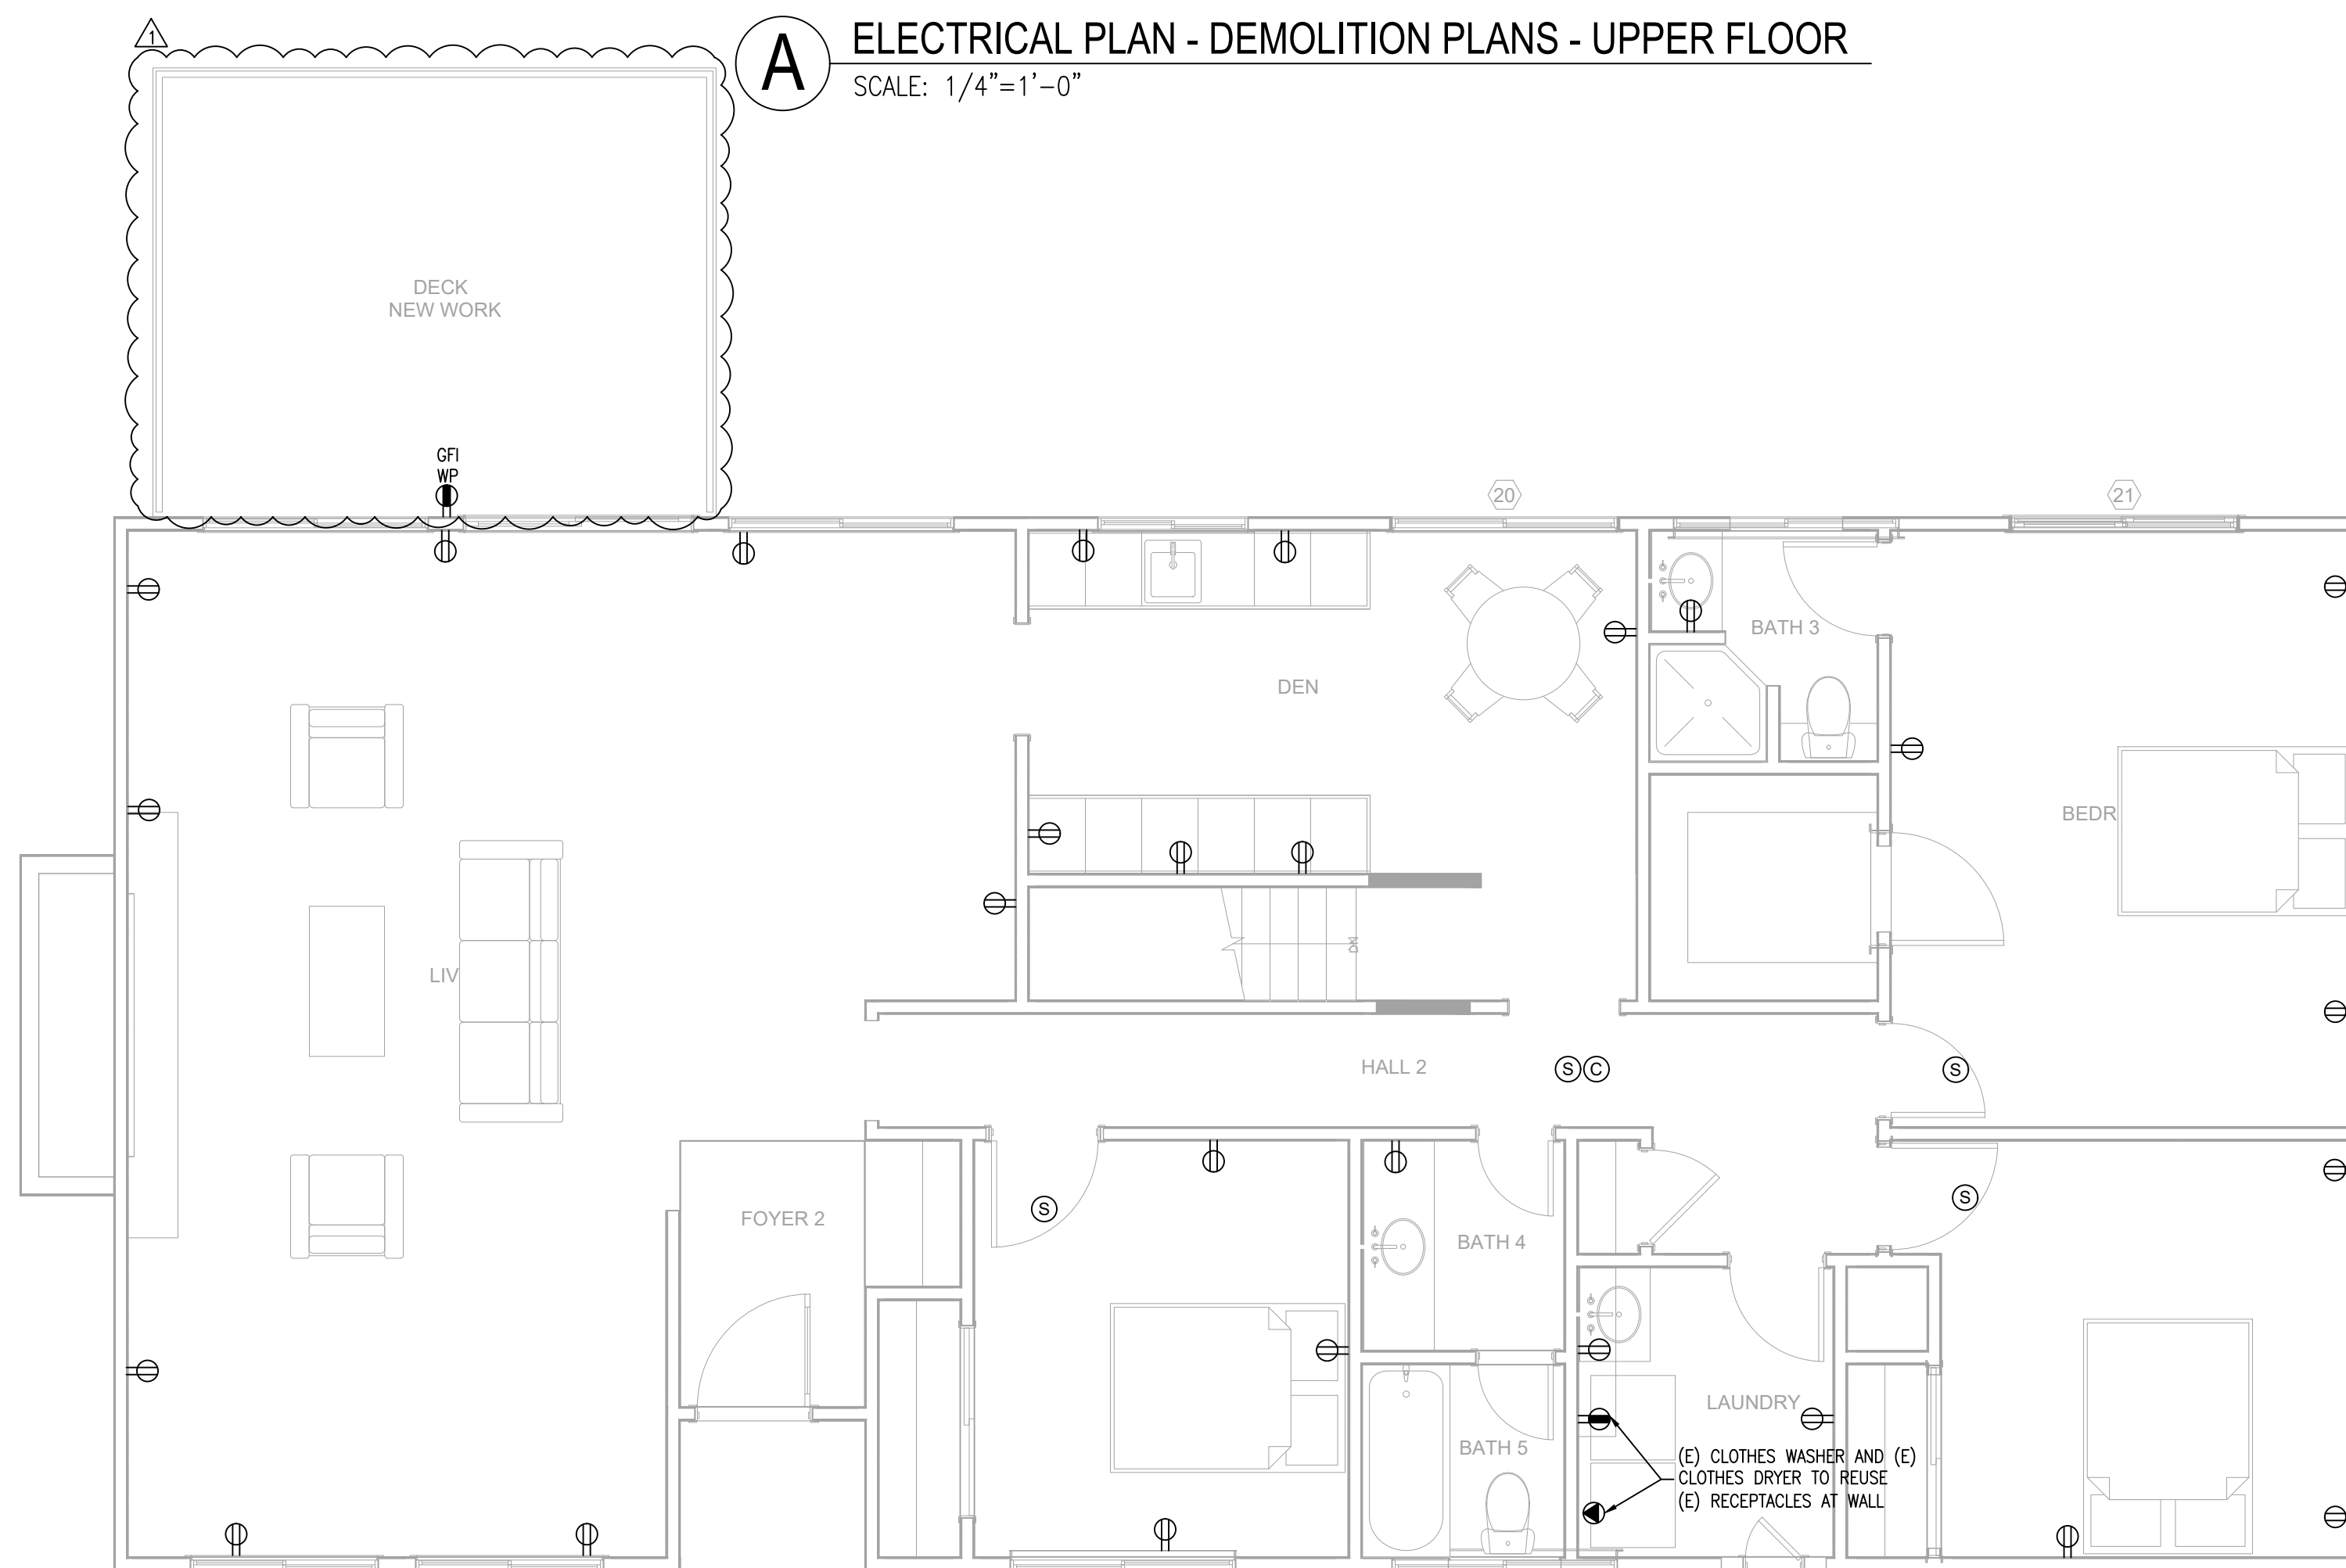 1
A
ELECTRICAL PLAN - DEMOLITION PLANS - UPPER FLOOR
SCALE: 1/4"=1'-0"
DECK
NEW WORK
GFI
WP
20
21
BATH 3
DEN
BEDR
LIV
DN
HALL 2
S C
S
S
S
FOYER 2
BATH 4
LAUNDRY
BATH 5
(E) CLOTHES WASHER AND (E)
CLOTHES DRYER TO REUSE
(E) RECEPTACLES AT WALL